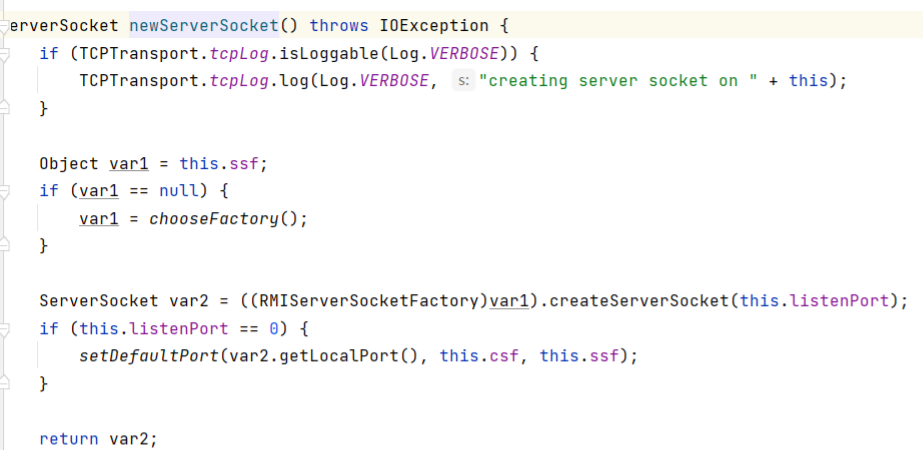 erverSocket newServerSocket() throws IOException {
if (TCPTransport.tcpLog.isLoggable(Log.VERBOSE)) {
TCPTransport.tcpLog.log(Log.VERBOSE, s: "creating server socket on " + this);
}
Object var1 = this.ssf;
if (var1 == null) {
var1 = chooseFactory();
}
ServerSocket var2 = ((RMIServerSocketFactory)var1).createServerSocket(this.listenPort);
if (this.listenPort == 0) {
setDefaultPort(var2.getLocalPort(), this.csf, this.ssf);
}
return var2;